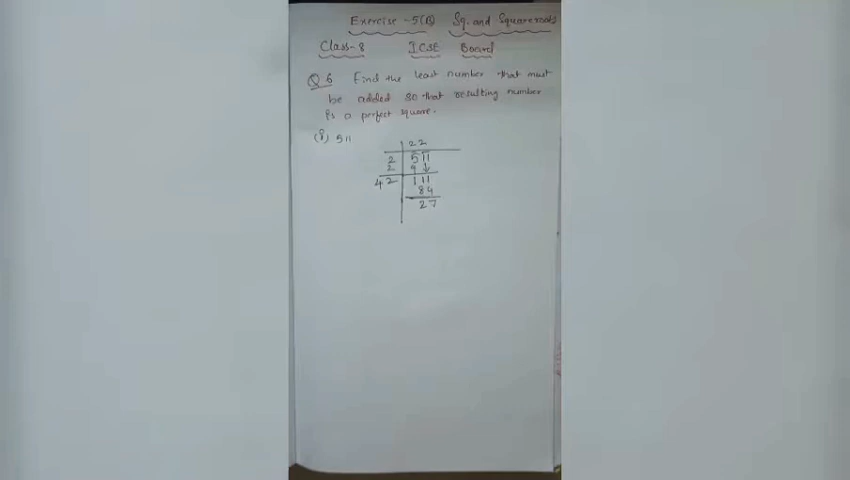 Exercise -5(B) Sq. and Square roots
Class-8 ICSE Board
Q6 Find the least number that must
be added so that resulting number
is a perfect square.
(i) 511
22
2 511
2 4 ↓
42 111
84
27